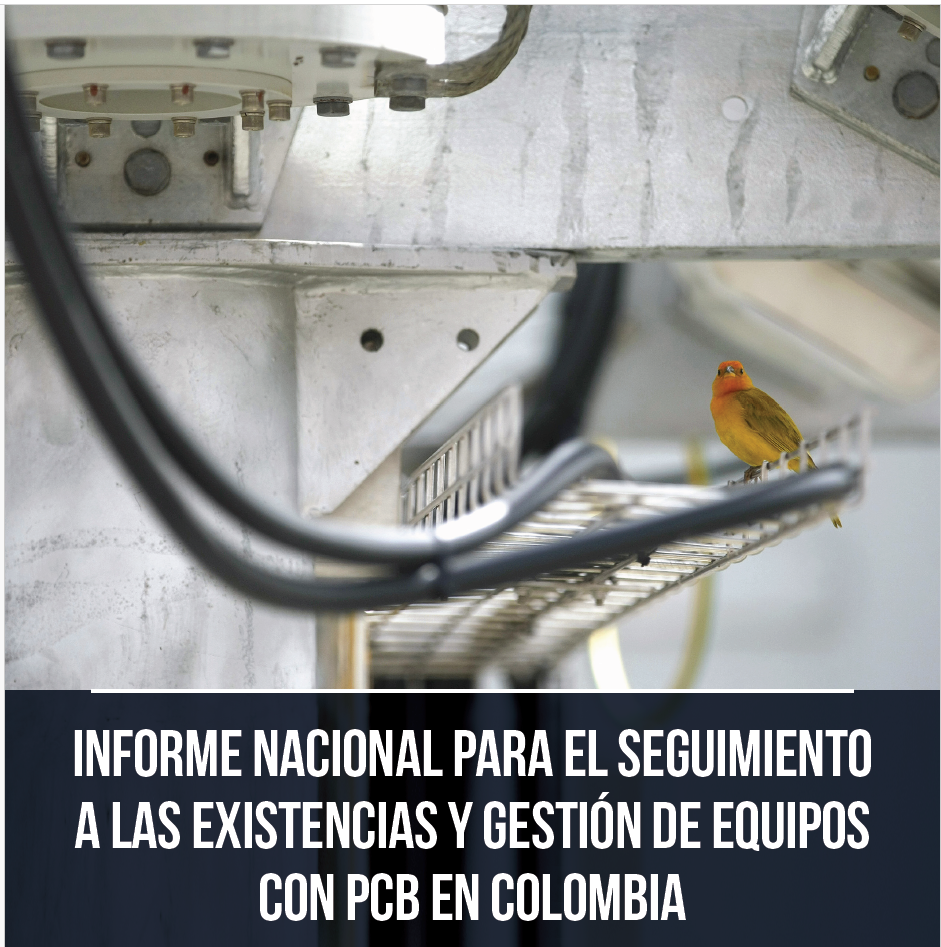 INFORME NACIONAL PARA EL SEGUIMIENTO
A LAS EXISTENCIAS Y GESTIÓN DE EQUIPOS
CON PCB EN COLOMBIA